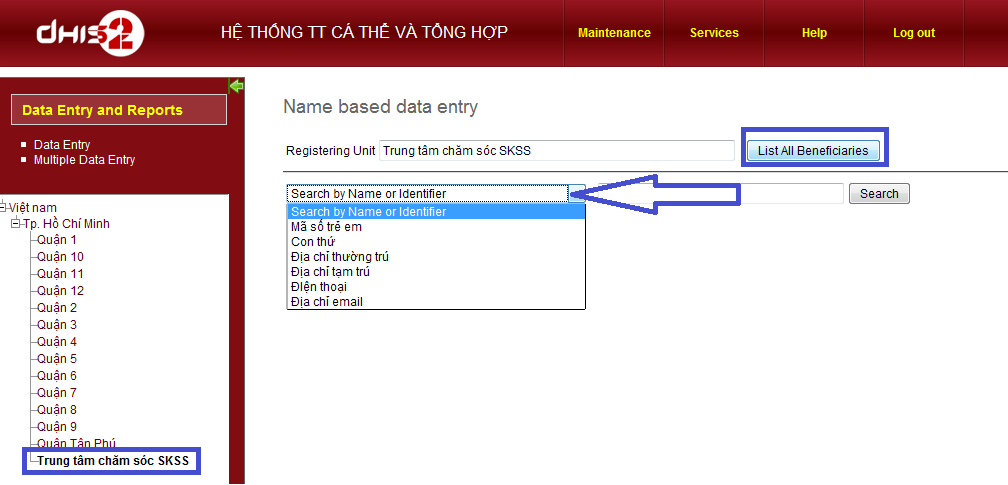 dhis2
HỆ THỐNG TT CÁ THỂ VÀ TỔNG HỢP
Maintenance
Services
Help
Log out
Data Entry and Reports
Data Entry
Multiple Data Entry
Việt nam
Tp. Hồ Chí Minh
Quận 1
Quận 10
Quận 11
Quận 12
Quận 2
Quận 3
Quận 4
Quận 5
Quận 6
Quận 7
Quận 8
Quận 9
Quận Tân Phú
Trung tâm chăm sóc SKSS
Name based data entry
Registering Unit Trung tâm chăm sóc SKSS List All Beneficiaries
Search by Name or Identifier Search
Search by Name or Identifier
Mã số trẻ em
Con thứ
Địa chỉ thường trú
Địa chỉ tạm trú
Điện thoại
Địa chỉ email